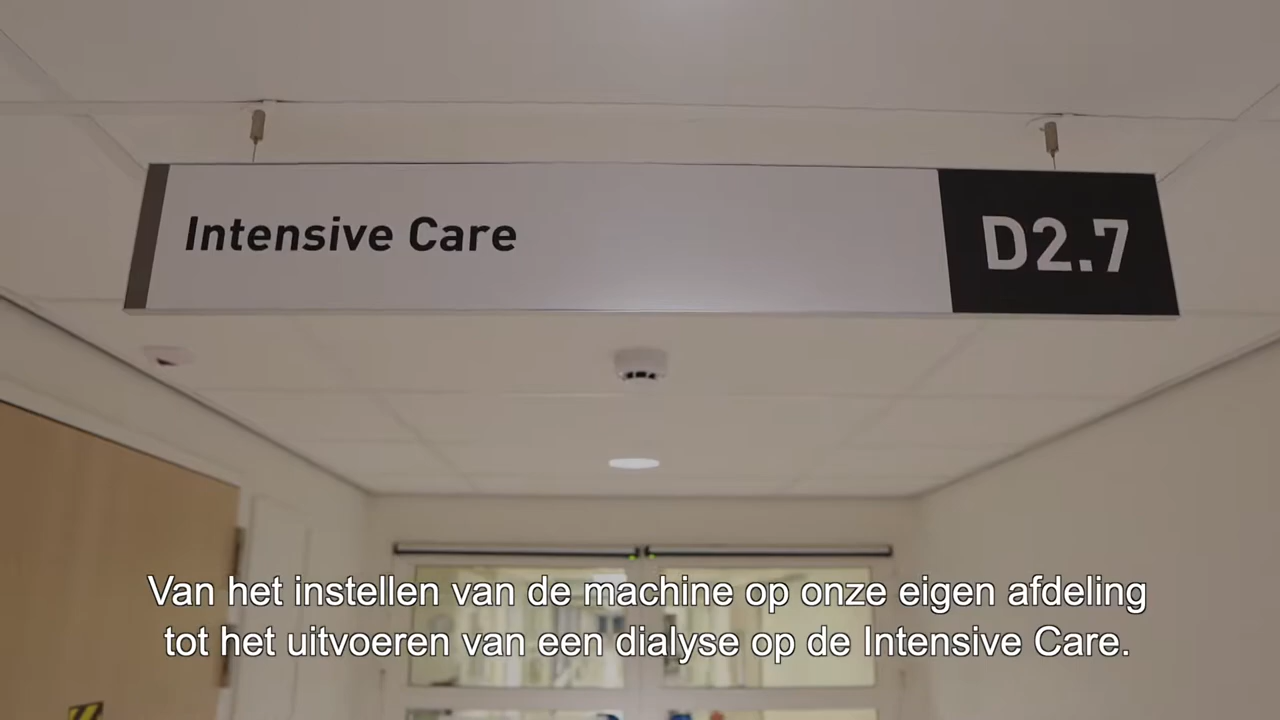 Intensive Care
D2.7
Van het instellen van de machine op onze eigen afdeling
tot het uitvoeren van een dialyse op de Intensive Care.